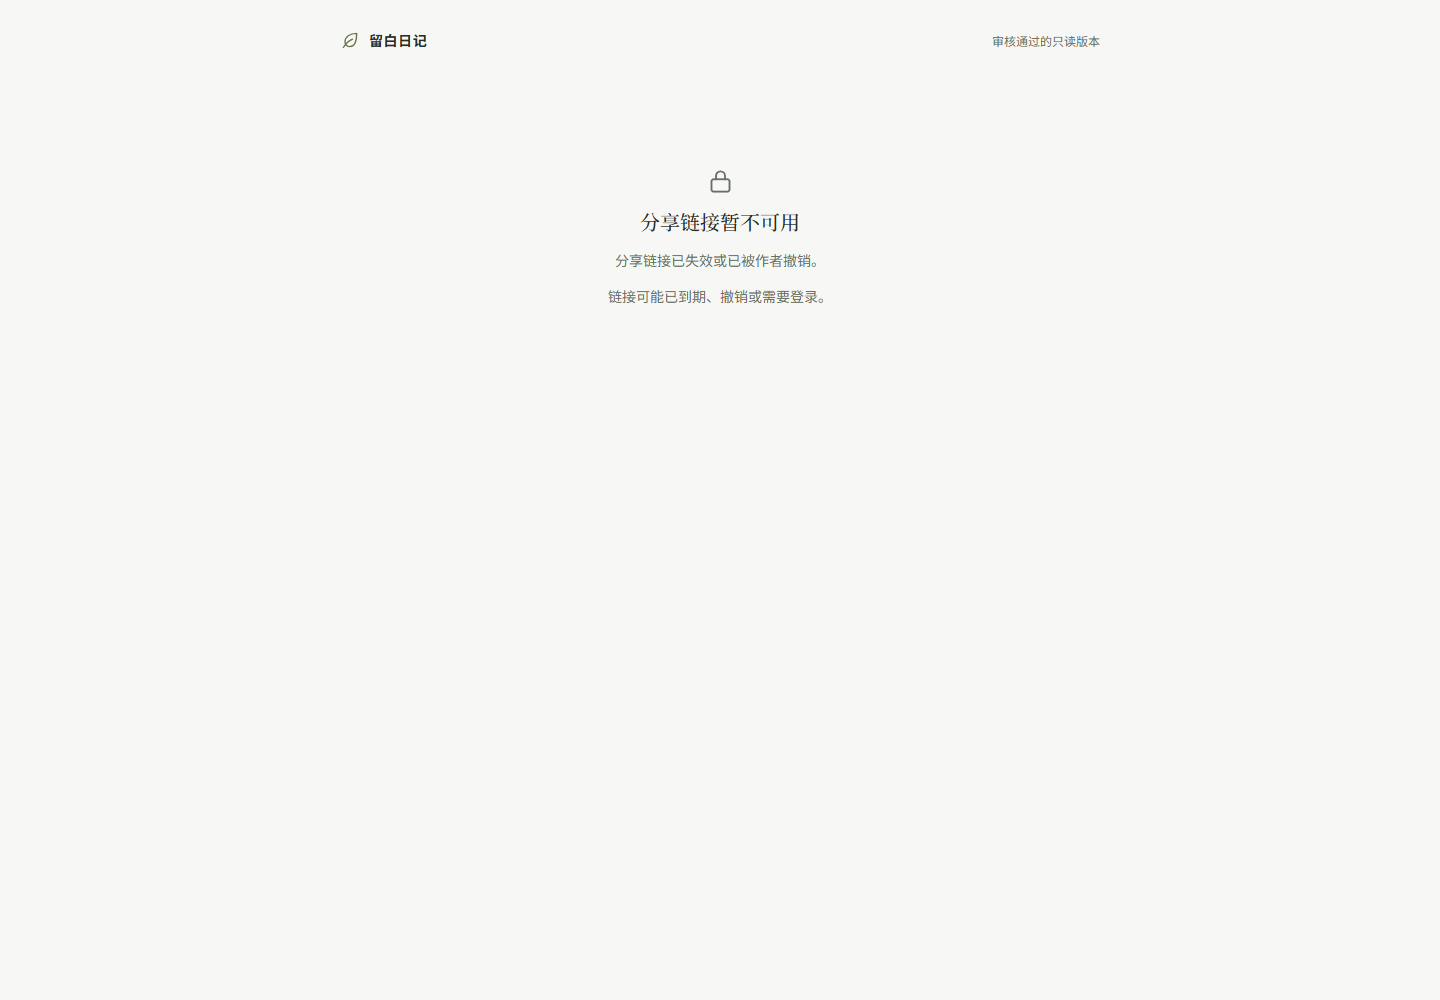 留白日记
审核通过的只读版本
分享链接暂不可用
分享链接已失效或已被作者撤销。
链接可能已到期、撤销或需要登录。